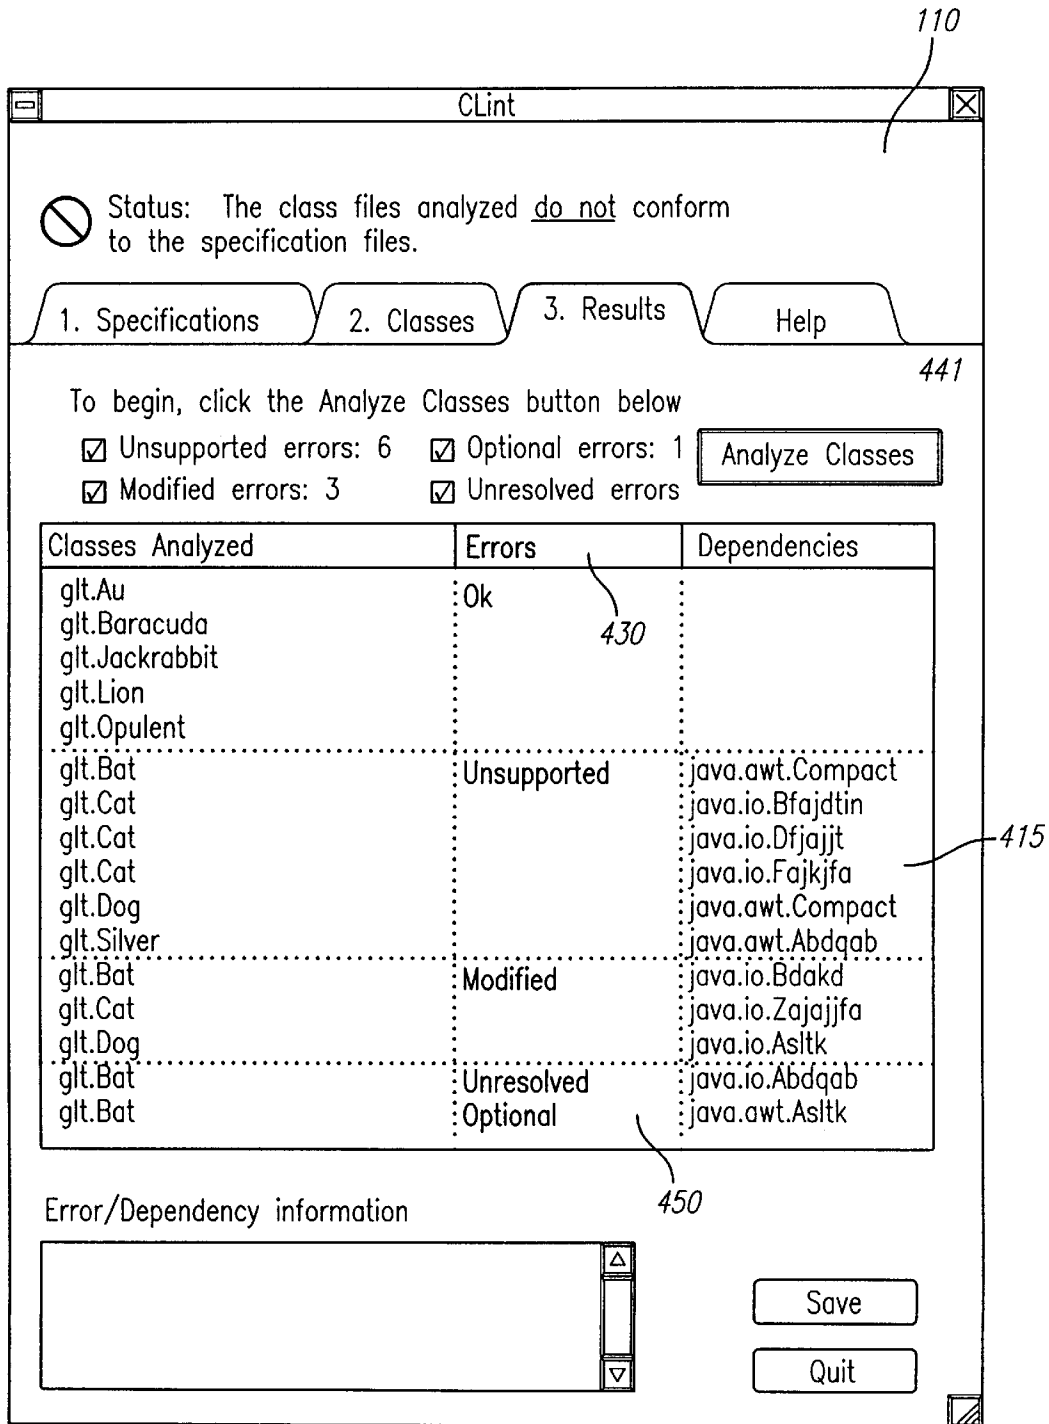 110
CLint
Status: The class files analyzed do not conform
to the specification files.
1. Specifications 2. Classes 3. Results Help
441
To begin, click the Analyze Classes button below
Unsupported errors: 6 Optional errors: 1 Analyze Classes
Modified errors: 3 Unresolved errors
Classes Analyzed Errors Dependencies
glt.Au Ok
glt.Baracuda 430
glt.Jackrabbit
glt.Lion
glt.Opulent
glt.Bat Unsupported java.awt.Compact
glt.Cat java.io.Bfajdtin
glt.Cat java.io.Dfjajjt 415
glt.Cat java.io.Fajkjfa
glt.Dog java.awt.Compact
glt.Silver java.awt.Abdqab
glt.Bat Modified java.io.Bdakd
glt.Cat java.io.Zajajjfa
glt.Dog java.io.Asltk
glt.Bat Unresolved java.io.Abdqab
glt.Bat Optional java.awt.Asltk
450
Error/Dependency information
Save
Quit